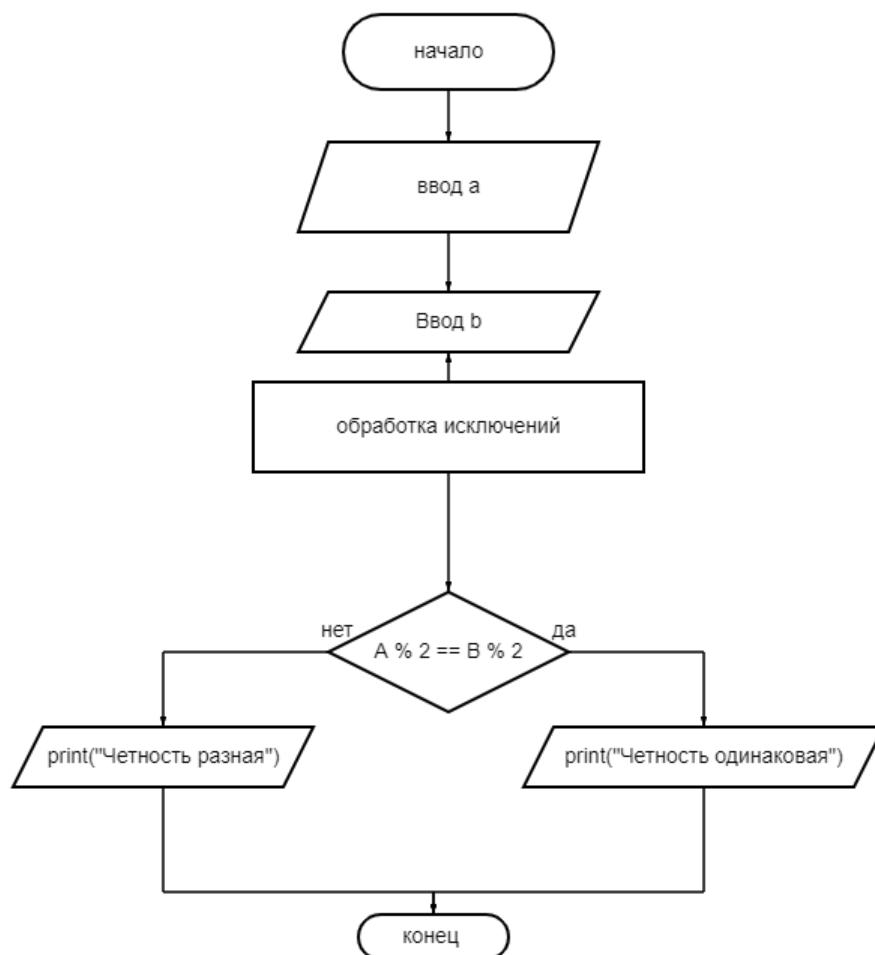 начало
ввод a
Ввод b
обработка исключений
нет
да
A % 2 == B % 2
print("Четность разная")
print("Четность одинаковая")
конец